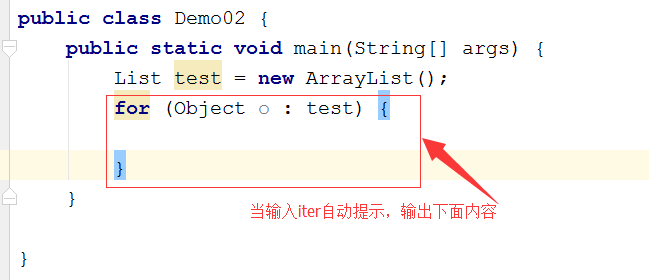 public class Demo02 {
public static void main(String[] args) {
List test = new ArrayList();
for (Object o : test) {
}
当输入iter自动提示，输出下面内容
}
}